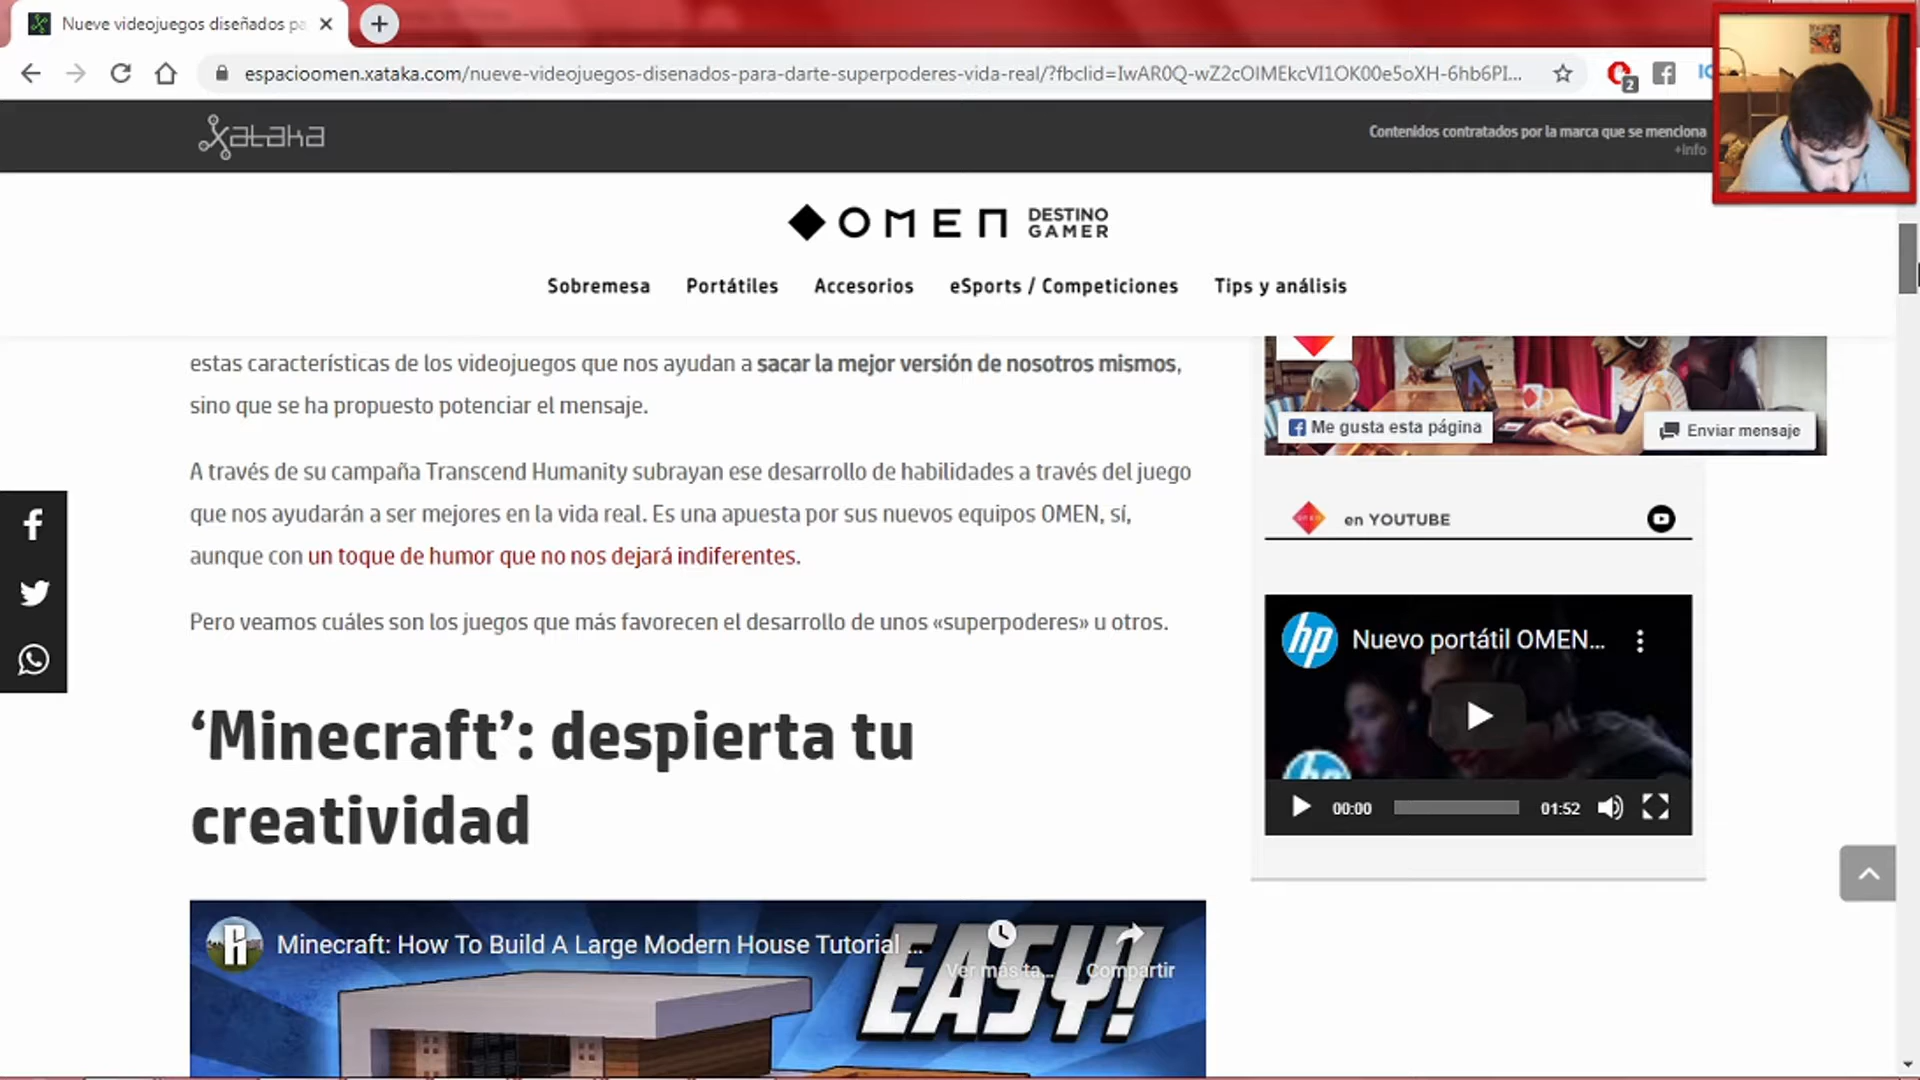 Nueve videojuegos diseñados pa
espacioomen.xataka.com/nueve-videojuegos-disenados-para-darte-superpoderes-vida-real/?fbclid=IwAR0Q-wZ2cOIMEkcVI1OK00e5oXH-6hb6PI...
2
xataka
Contenidos contratados por la marca que se menciona
+info
OMEN DESTINO GAMER
Sobremesa Portátiles Accesorios eSports / Competiciones Tips y análisis
estas características de los videojuegos que nos ayudan a sacar la mejor versión de nosotros mismos,
sino que se ha propuesto potenciar el mensaje.
A través de su campaña Transcend Humanity subrayan ese desarrollo de habilidades a través del juego
que nos ayudarán a ser mejores en la vida real. Es una apuesta por sus nuevos equipos OMEN, sí,
aunque con un toque de humor que no nos dejará indiferentes.
Pero veamos cuáles son los juegos que más favorecen el desarrollo de unos «superpoderes» u otros.
‘Minecraft’: despierta tu
creatividad
Minecraft: How To Build A Large Modern House Tutorial ...
Ver más ta... Compartir
EASY!
Me gusta esta página
Enviar mensaje
en YOUTUBE
hp Nuevo portátil OMEN...
00:00 01:52